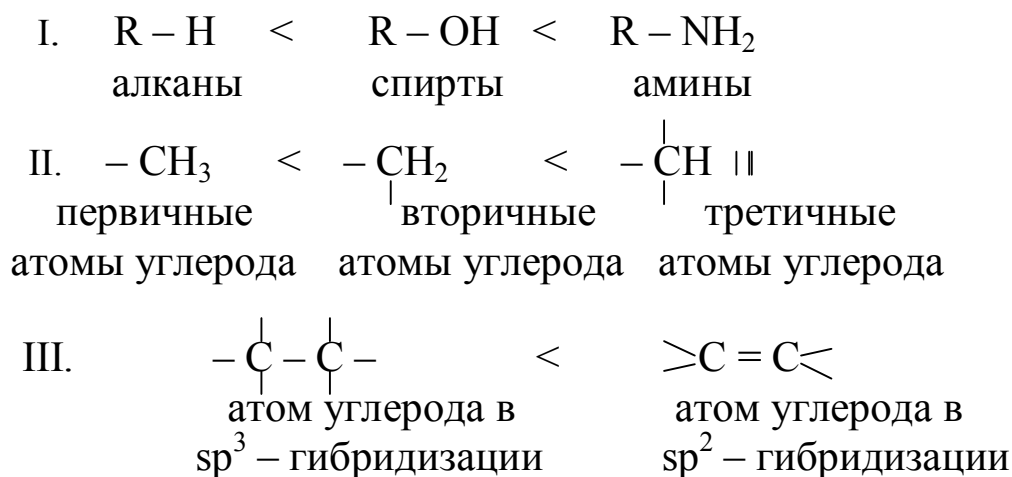 I. R – H < R – OH < R – NH₂
алканы спирты амины
II. – CH₃ < – CH₂ < – CH
первичные вторичные третичные
атомы углерода атомы углерода атомы углерода
III. – C – C – < >C = C<
атом углерода в атом углерода в
sp³ – гибридизации sp² – гибридизации